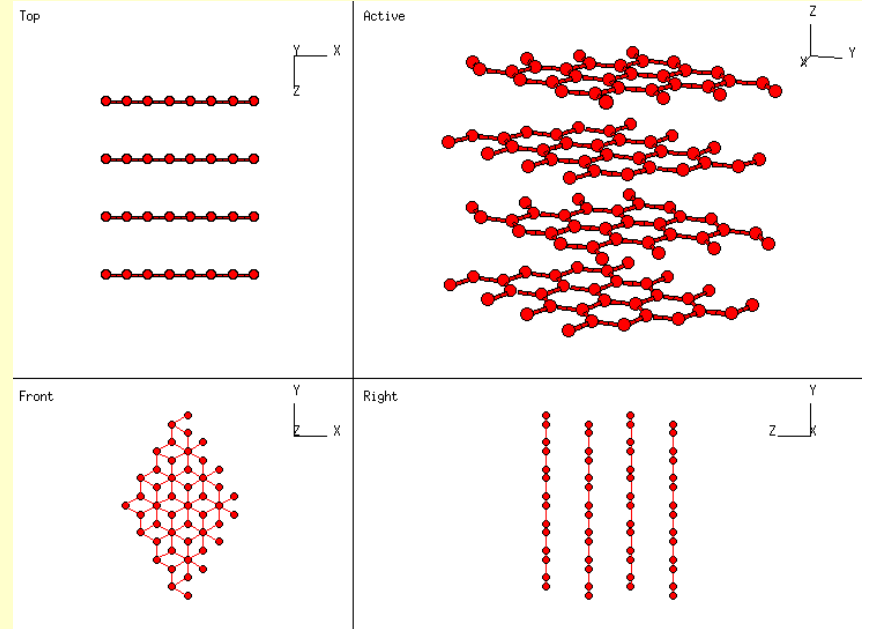 Top
Y X
Z
Active
Z
X Y
Front
Y
Z X
Right
Y
Z X